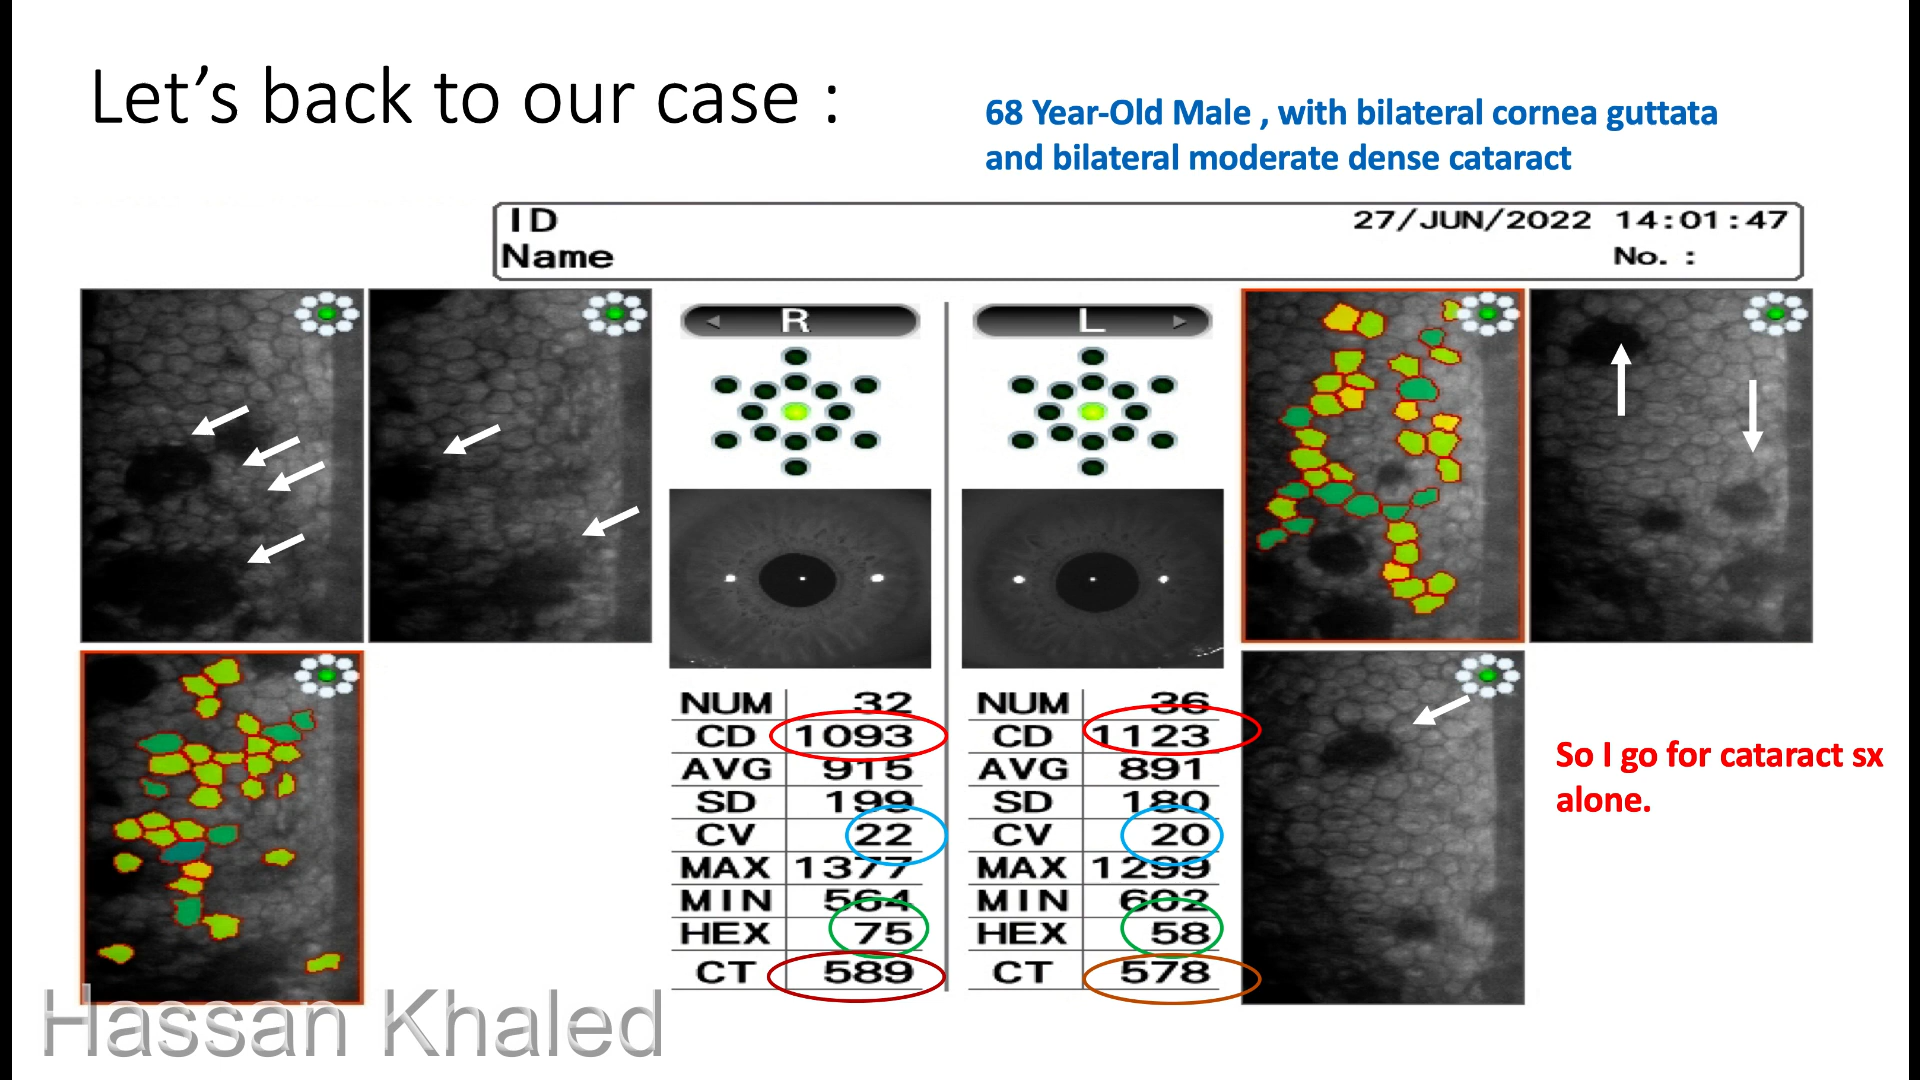 Let’s back to our case :
68 Year-Old Male , with bilateral cornea guttata
and bilateral moderate dense cataract
ID
27/JUN/2022 14:01:47
Name
No. :
R
L
NUM 32
CD 1093
AVG 915
SD 199
CV 22
MAX 1377
MIN 564
HEX 75
CT 589
NUM 36
CD 1123
AVG 891
SD 180
CV 20
MAX 1299
MIN 602
HEX 58
CT 578
So I go for cataract sx
alone.
Hassan Khaled